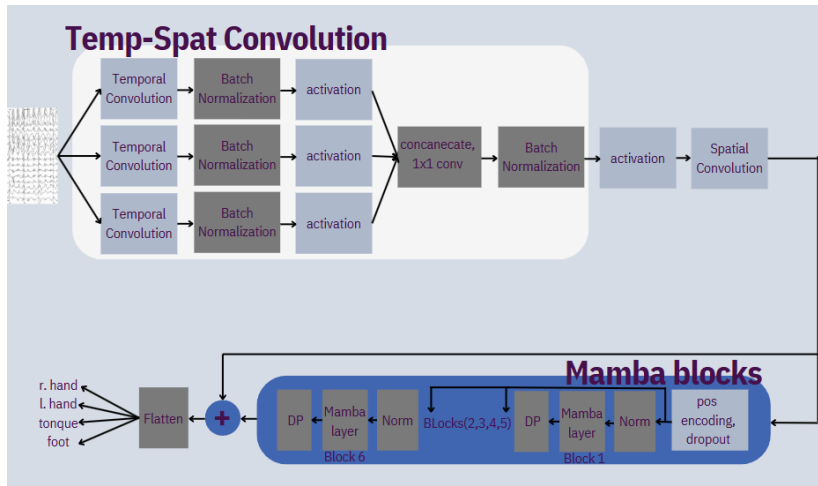 Temp-Spat Convolution
Temporal
Convolution
Batch
Normalization
activation
Temporal
Convolution
Batch
Normalization
activation
concanecate,
1x1 conv
Batch
Normalization
activation
Spatial
Convolution
Temporal
Convolution
Batch
Normalization
activation
Mamba blocks
r. hand
l. hand
tonque
foot
Flatten
+
DP
Mamba
layer
Norm
Block 6
BLocks(2,3,4,5)
DP
Mamba
layer
Norm
Block 1
pos
encoding,
dropout